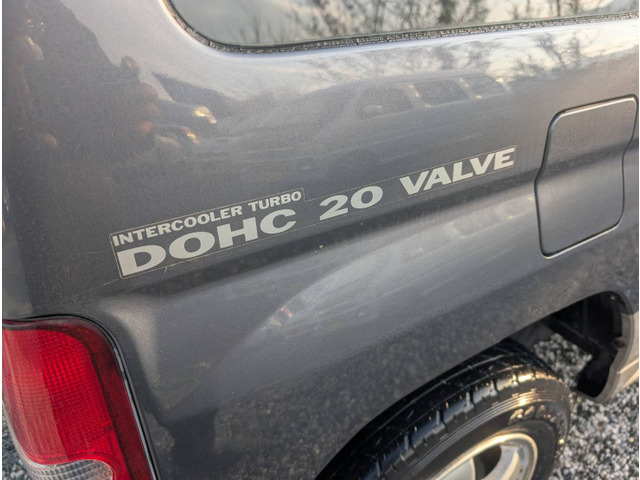 INTERCOOLER TURBO
DOHC 20 VALVE